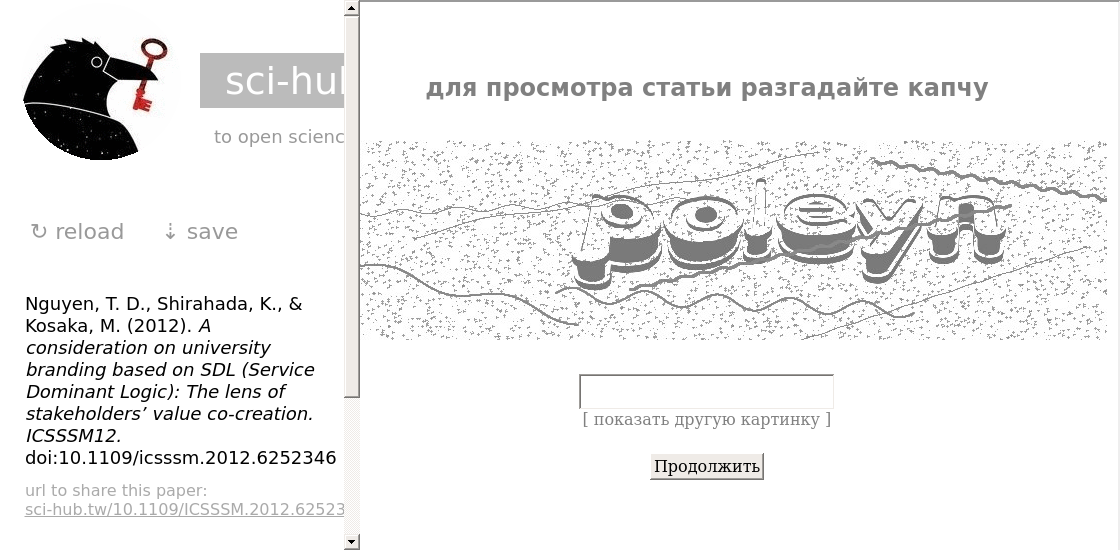 sci-hub
to open scienc
↻ reload ⇣ save
Nguyen, T. D., Shirahada, K., &
Kosaka, M. (2012). A
consideration on university
branding based on SDL (Service
Dominant Logic): The lens of
stakeholders’ value co-creation.
ICSSSM12.
doi:10.1109/icsssm.2012.6252346
url to share this paper:
sci-hub.tw/10.1109/ICSSSM.2012.62523
для просмотра статьи разгадайте капчу
poleyn
[ показать другую картинку ]
Продолжить